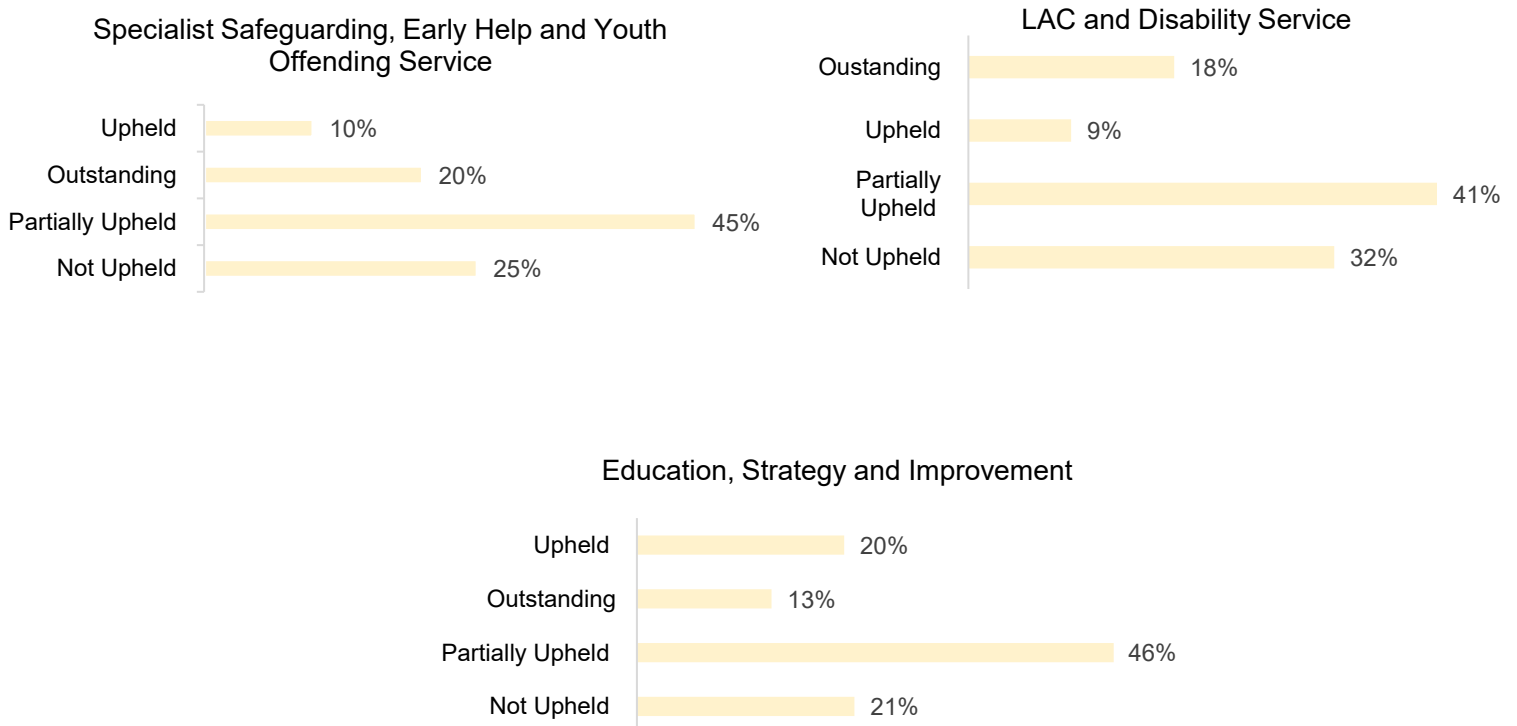 Specialist Safeguarding, Early Help and Youth
Offending Service
Upheld 10%
Outstanding 20%
Partially Upheld 45%
Not Upheld 25%
LAC and Disability Service
Oustanding 18%
Upheld 9%
Partially
Upheld 41%
Not Upheld 32%
Education, Strategy and Improvement
Upheld 20%
Outstanding 13%
Partially Upheld 46%
Not Upheld 21%